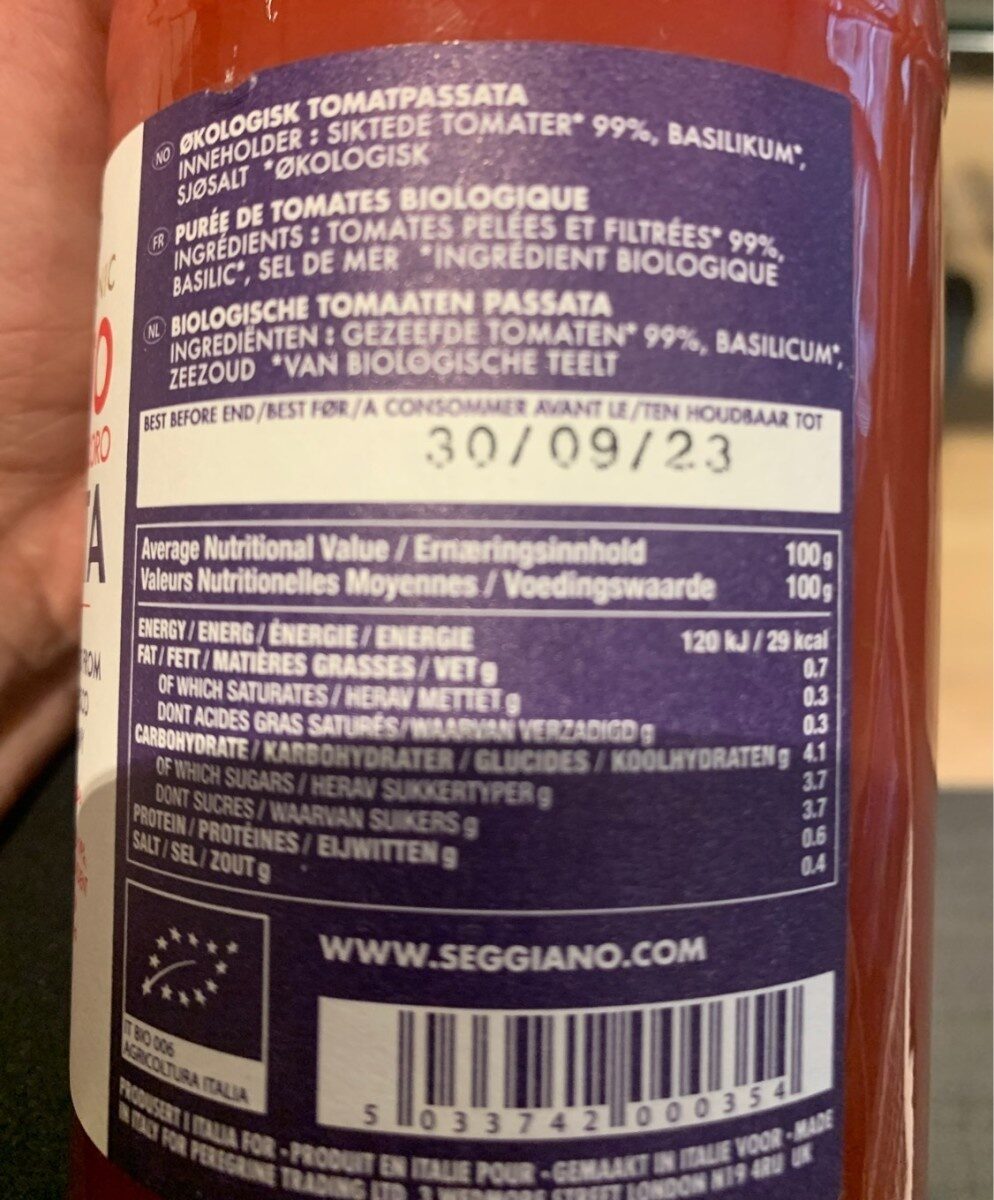 NO ØKOLOGISK TOMATPASSATA
INNEHOLDER : SIKTEDE TOMATER* 99%, BASILIKUM*,
SJØSALT *ØKOLOGISK
FR PURÉE DE TOMATES BIOLOGIQUE
INGRÉDIENTS : TOMATES PELÉES ET FILTRÉES* 99%,
BASILIC*, SEL DE MER *INGRÉDIENT BIOLOGIQUE
NL BIOLOGISCHE TOMAATEN PASSATA
INGREDIËNTEN : GEZEEFDE TOMATEN* 99%, BASILICUM*,
ZEEZOUD *VAN BIOLOGISCHE TEELT
BEST BEFORE END/BEST FØR/A CONSOMMER AVANT LE/TEN HOUDBAAR TOT
30/09/23
Average Nutritional Value / Ernæringsinnhold 100g
Valeurs Nutritionelles Moyennes / Voedingswaarde 100g
ENERGY / ENERG / ÉNERGIE / ENERGIE 120 kJ / 29 kcal
FAT / FETT / MATIÈRES GRASSES / VET g 0.7
OF WHICH SATURATES / HERAV METTET g 0.3
DONT ACIDES GRAS SATURÉS/WAARVAN VERZADIGD g 0.3
CARBOHYDRATE / KARBOHYDRATER / GLUCIDES / KOOLHYDRATEN g 4.1
OF WHICH SUGARS / HERAV SUKKERTYPER g 3.7
DONT SUCRES / WAARVAN SUIKERS g 3.7
PROTEIN / PROTÉINES / EIJWITTEN g 0.6
SALT / SEL / ZOUT g 0.4
WWW.SEGGIANO.COM
IT BIO 006
AGRICOLTURA ITALIA
5 033742 000354
PRODUSERT I ITALIA FOR - PRODUIT EN ITALIE POUR - GEMAAKT IN ITALIE VOOR - MADE
IN ITALY FOR PEREGRINE TRADING LTD, 3 WEDMORE STREET LONDON N19 4RU UK